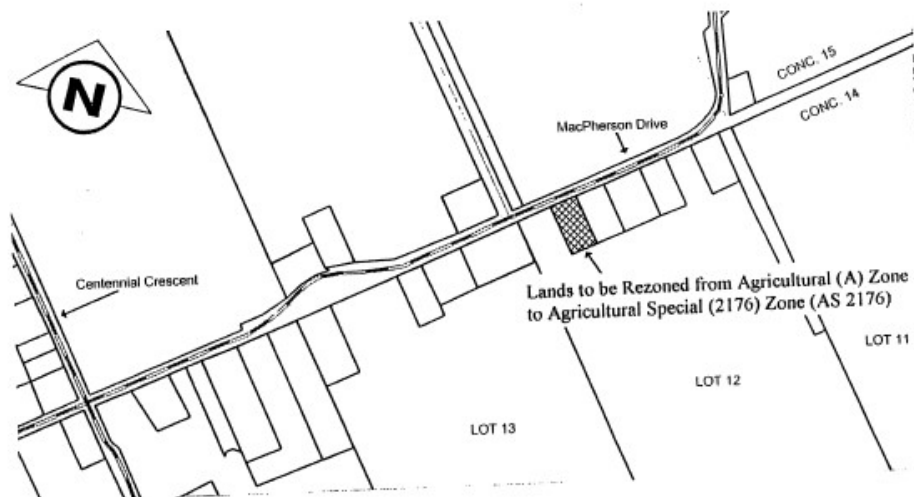 N
CONC. 15
CONC. 14
MacPherson Drive
Centennial Crescent
Lands to be Rezoned from Agricultural (A) Zone
to Agricultural Special (2176) Zone (AS 2176)
LOT 11
LOT 12
LOT 13